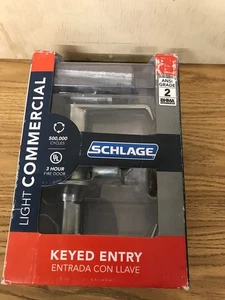 ANSI
GRADE
2
BHMA
LIGHT COMMERCIAL
500,000
CYCLES
UL
3 HOUR
FIRE DOOR
SCHLAGE
KEYED ENTRY
ENTRADA CON LLAVE